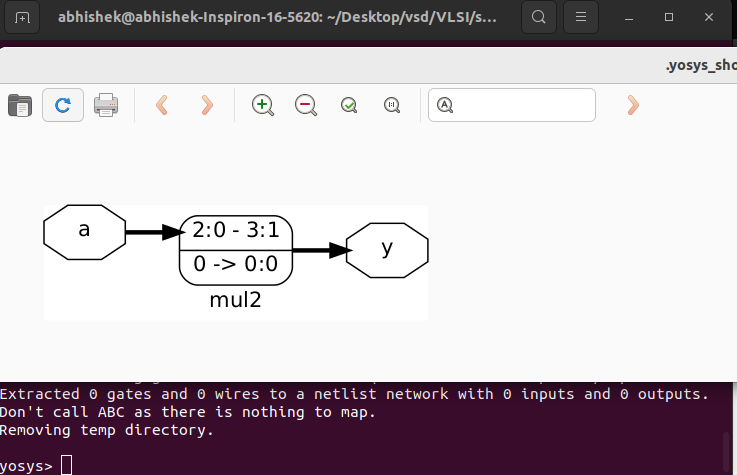 abhishek@abhishek-Inspiron-16-5620: ~/Desktop/vsd/VLSI/s...
.yosys_sho
a
2:0 - 3:1
0 -> 0:0
mul2
y
Extracted 0 gates and 0 wires to a netlist network with 0 inputs and 0 outputs.
Don't call ABC as there is nothing to map.
Removing temp directory.
yosys>